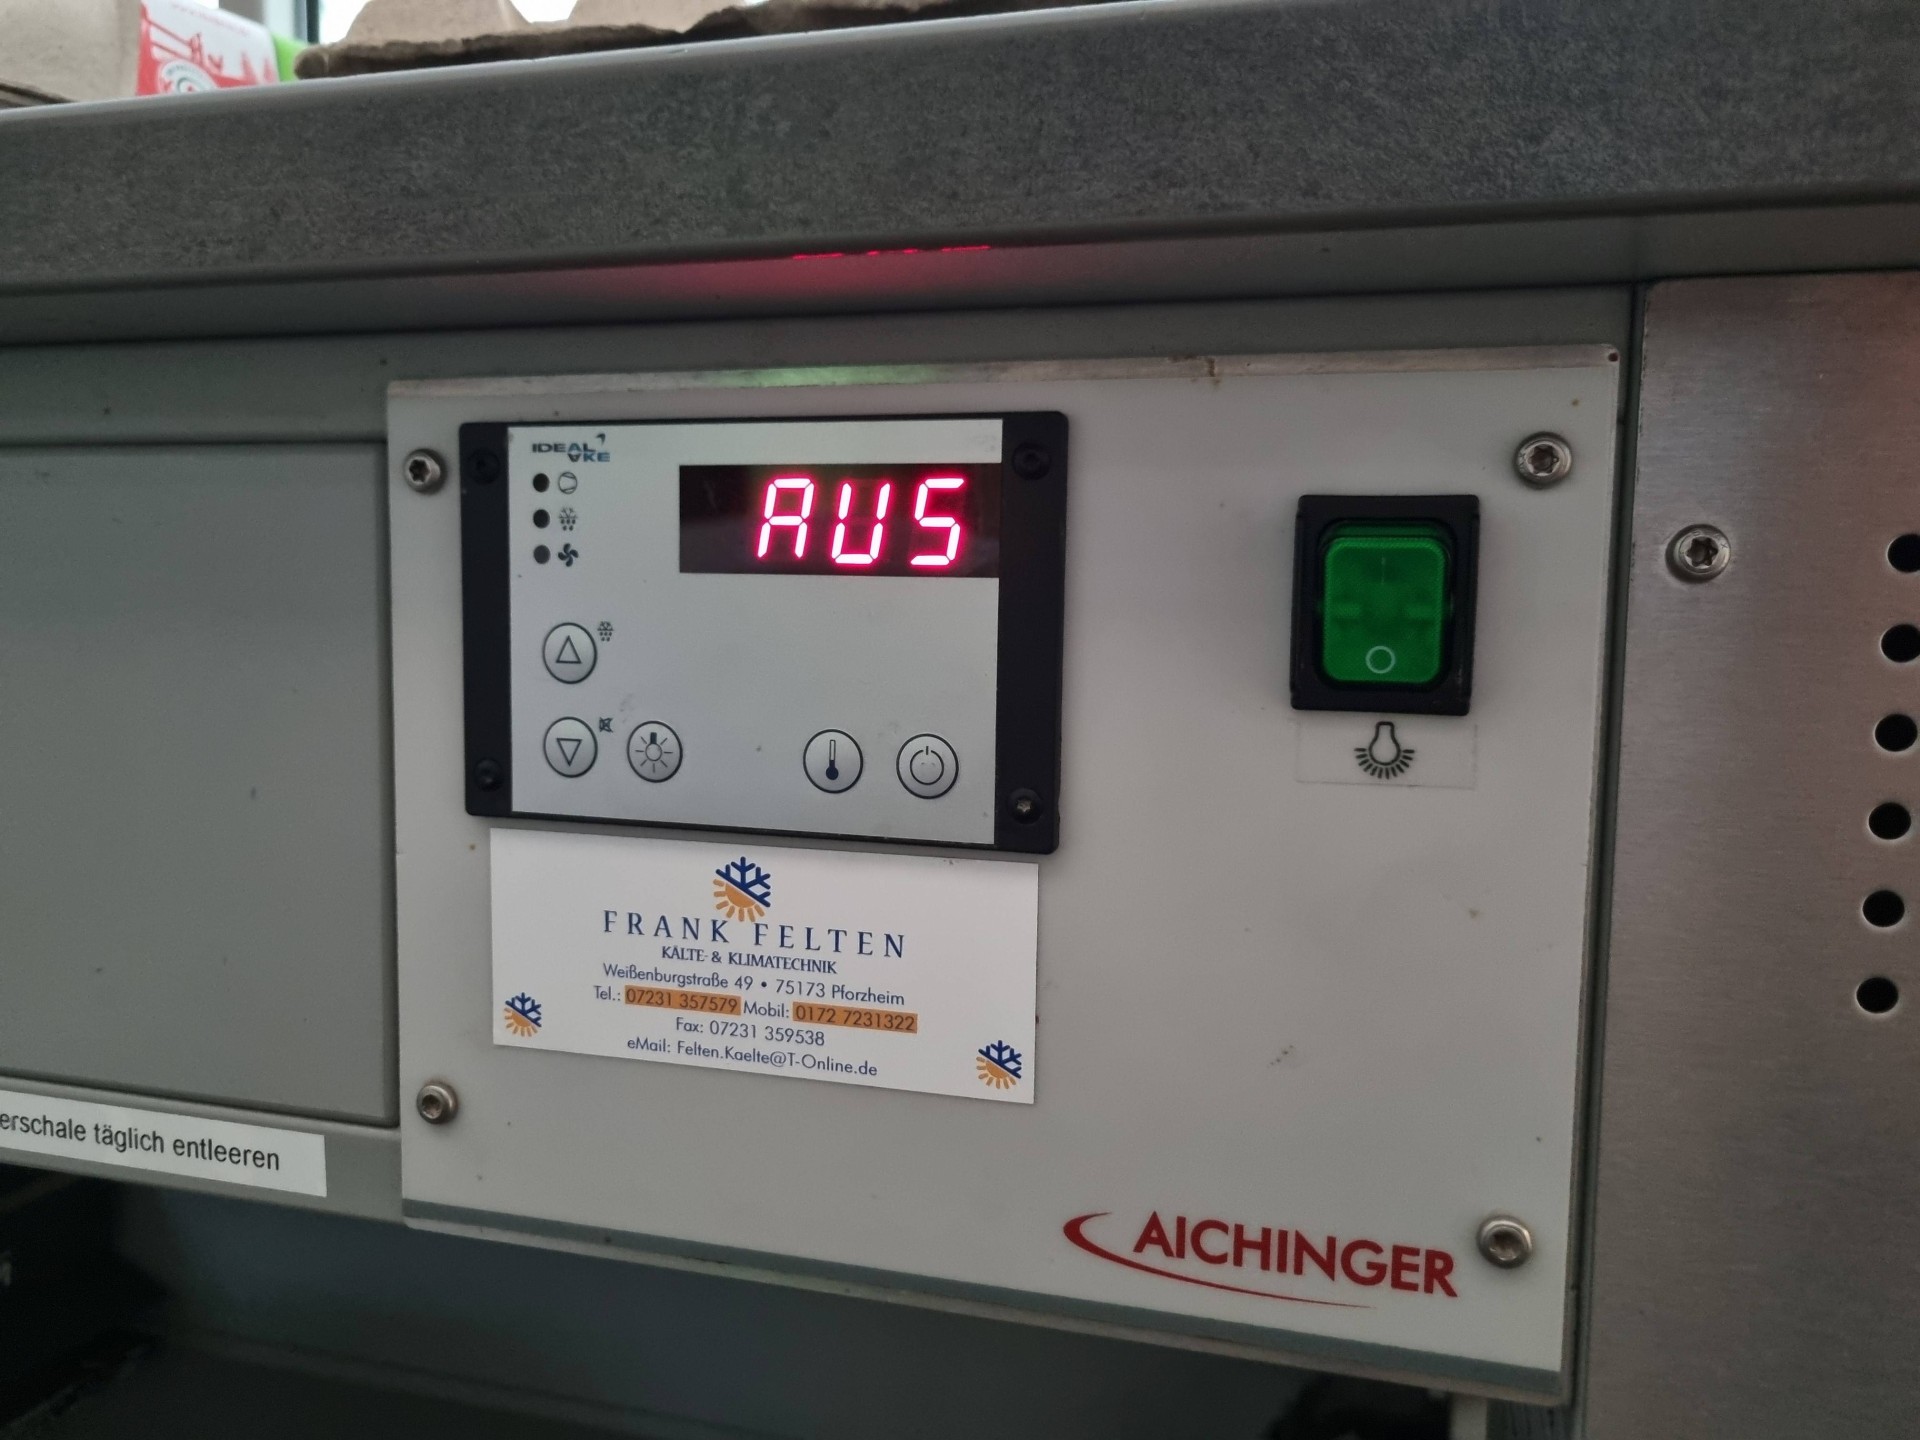 IDEAL
AKE
AUS
FRANK FELTEN
KÄLTE- & KLIMATECHNIK
Weißenburgstraße 49 • 75173 Pforzheim
Tel.: 07231 357579 Mobil: 0172 7231322
Fax: 07231 359538
eMail: Felten.Kaelte@T-Online.de
erschale täglich entleeren
AICHINGER